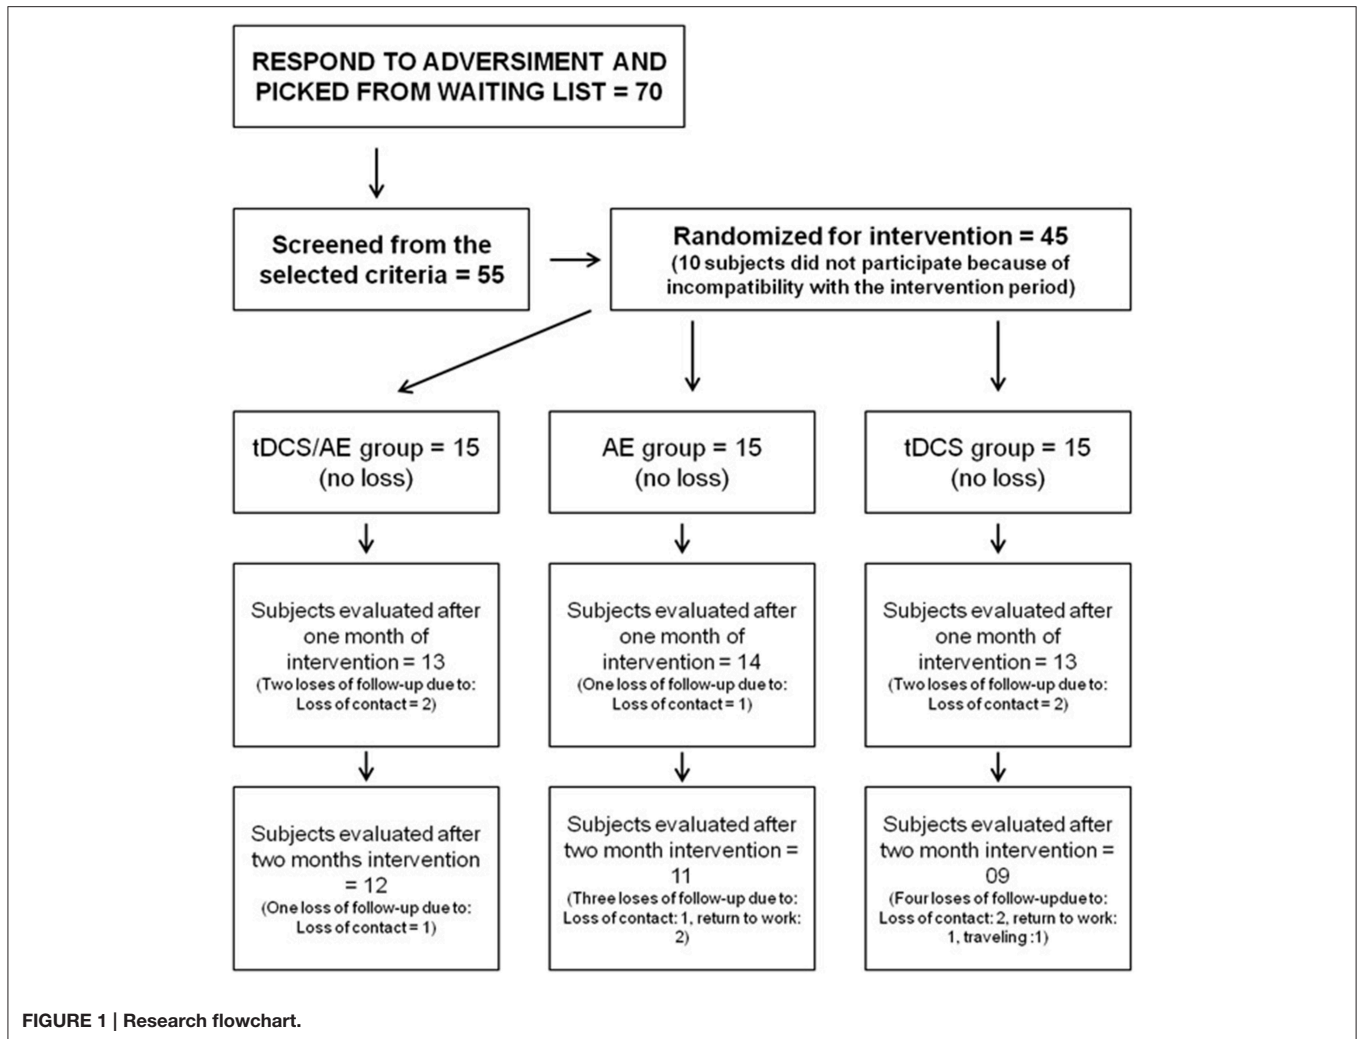 RESPOND TO ADVERSIMENT AND
PICKED FROM WAITING LIST = 70
Screened from the
selected criteria = 55
Randomized for intervention = 45
(10 subjects did not participate because of
incompatibility with the intervention period)
tDCS/AE group = 15
(no loss)
AE group = 15
(no loss)
tDCS group = 15
(no loss)
Subjects evaluated after
one month of
intervention = 13
(Two loses of follow-up due to:
Loss of contact = 2)
Subjects evaluated after
one month of
intervention = 14
(One loss of follow-up due to:
Loss of contact = 1)
Subjects evaluated after
one month of
intervention = 13
(Two loses of follow-up due to:
Loss of contact = 2)
Subjects evaluated after
two months intervention
= 12
(One loss of follow-up due to:
Loss of contact = 1)
Subjects evaluated after
two month intervention =
11
(Three loses of follow-up due to:
Loss of contact: 1, return to work:
2)
Subjects evaluated after
two month intervention =
09
(Four loses of follow-updue to:
Loss of contact: 2, return to work:
1, traveling :1)
FIGURE 1 | Research flowchart.